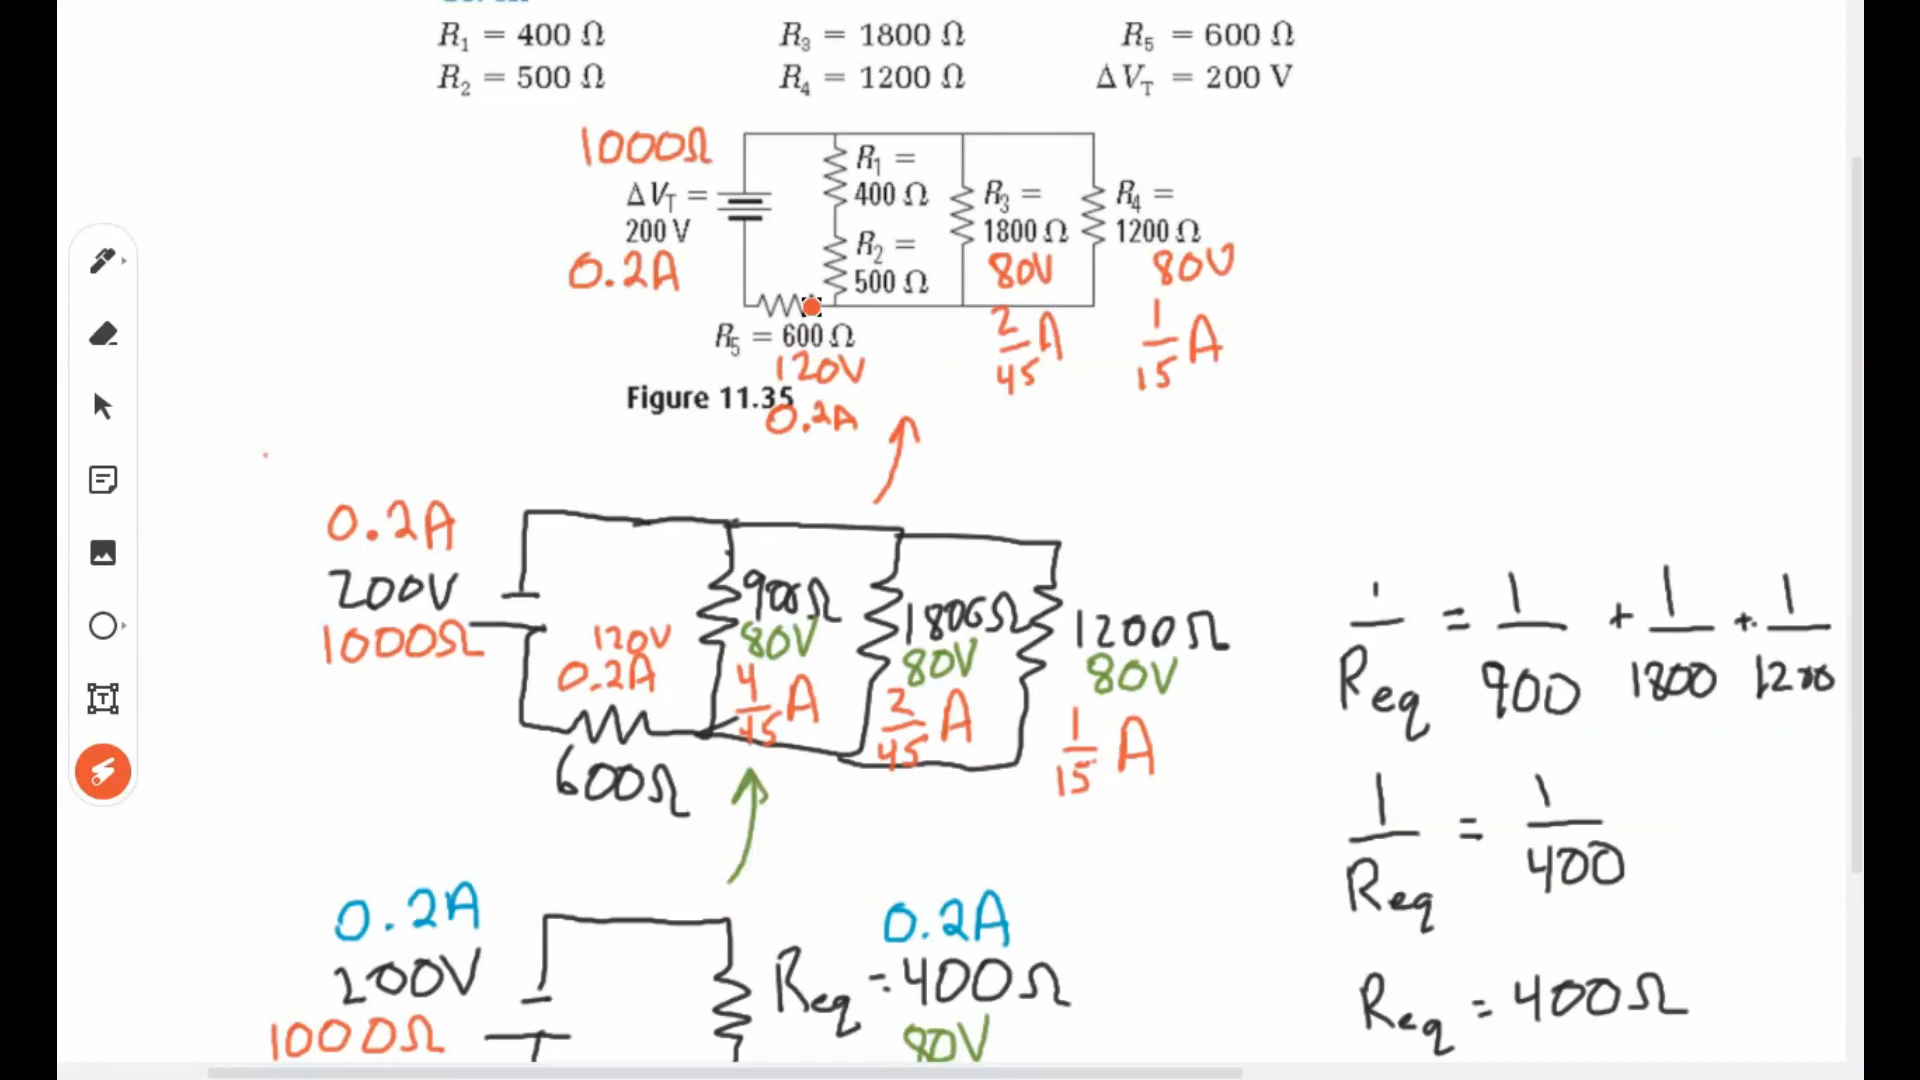 R₁ = 400 Ω
R₃ = 1800 Ω
R₅ = 600 Ω
R₂ = 500 Ω
R₄ = 1200 Ω
ΔV_T = 200 V
1000Ω
ΔV_T =
200 V
0.2A
R₁ =
400 Ω
R₂ =
500 Ω
R₃ =
1800 Ω
80V
2/45 A
R₄ =
1200 Ω
80V
1/15 A
R₅ = 600 Ω
120V
Figure 11.35
0.2A
0.2A
200V
1000Ω
120V
0.2A
600Ω
900Ω
80V
4/45 A
1800Ω
80V
2/45 A
1200Ω
80V
1/15 A
1/Req = 1/900 + 1/1800 + 1/1200
1/Req = 1/400
Req = 400Ω
0.2A
200V
1000Ω
0.2A
Req = 400Ω
80V
T